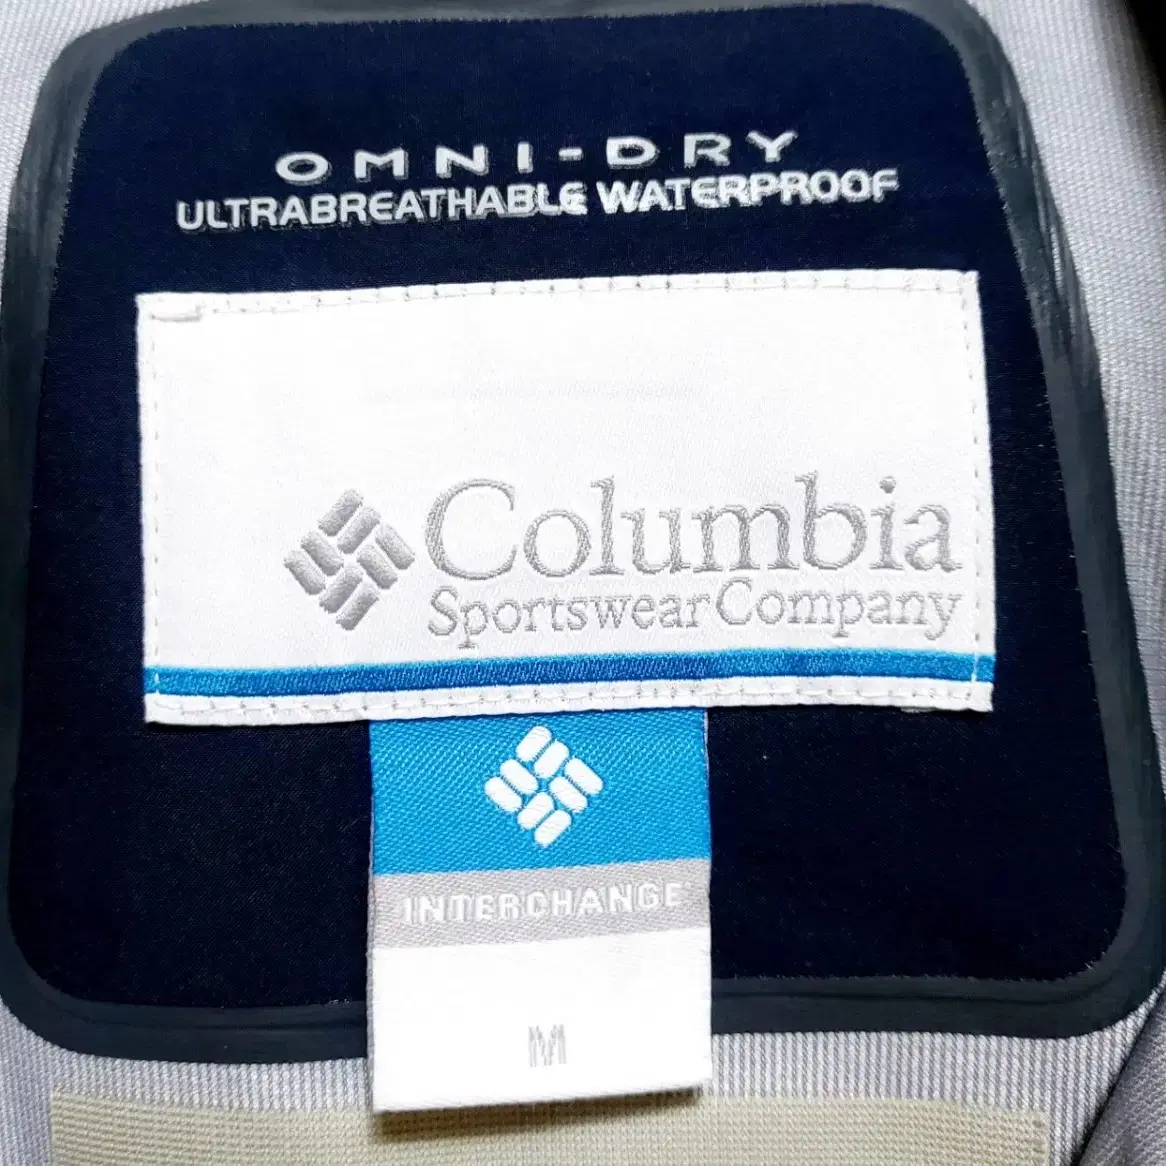 OMNI-DRY
ULTRABREATHABLE WATERPROOF
Columbia
Sportswear Company
INTERCHANGE
M